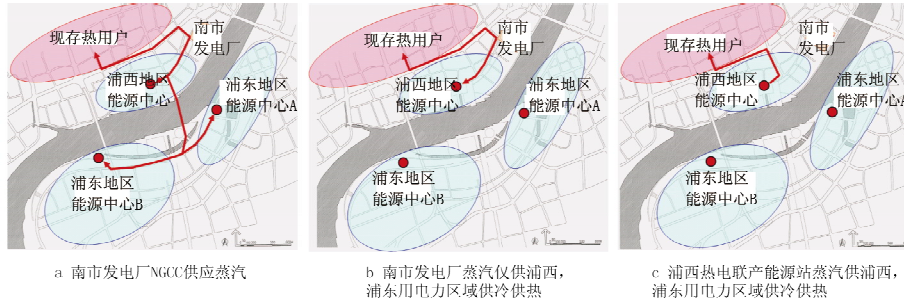 现存热用户
南市
发电厂
浦西地区
能源中心
浦东地区
能源中心A
浦东地区
能源中心B
a 南市发电厂NGCC供应蒸汽
现存热用户
南市
发电厂
浦西地区
能源中心
浦东地区
能源中心A
浦东地区
能源中心B
b 南市发电厂蒸汽仅供浦西，
浦东用电力区域供冷供热
现存热用户
南市
发电厂
浦西地区
能源中心
浦东地区
能源中心A
浦东地区
能源中心B
c 浦西热电联产能源站蒸汽供浦西，
浦东用电力区域供冷供热